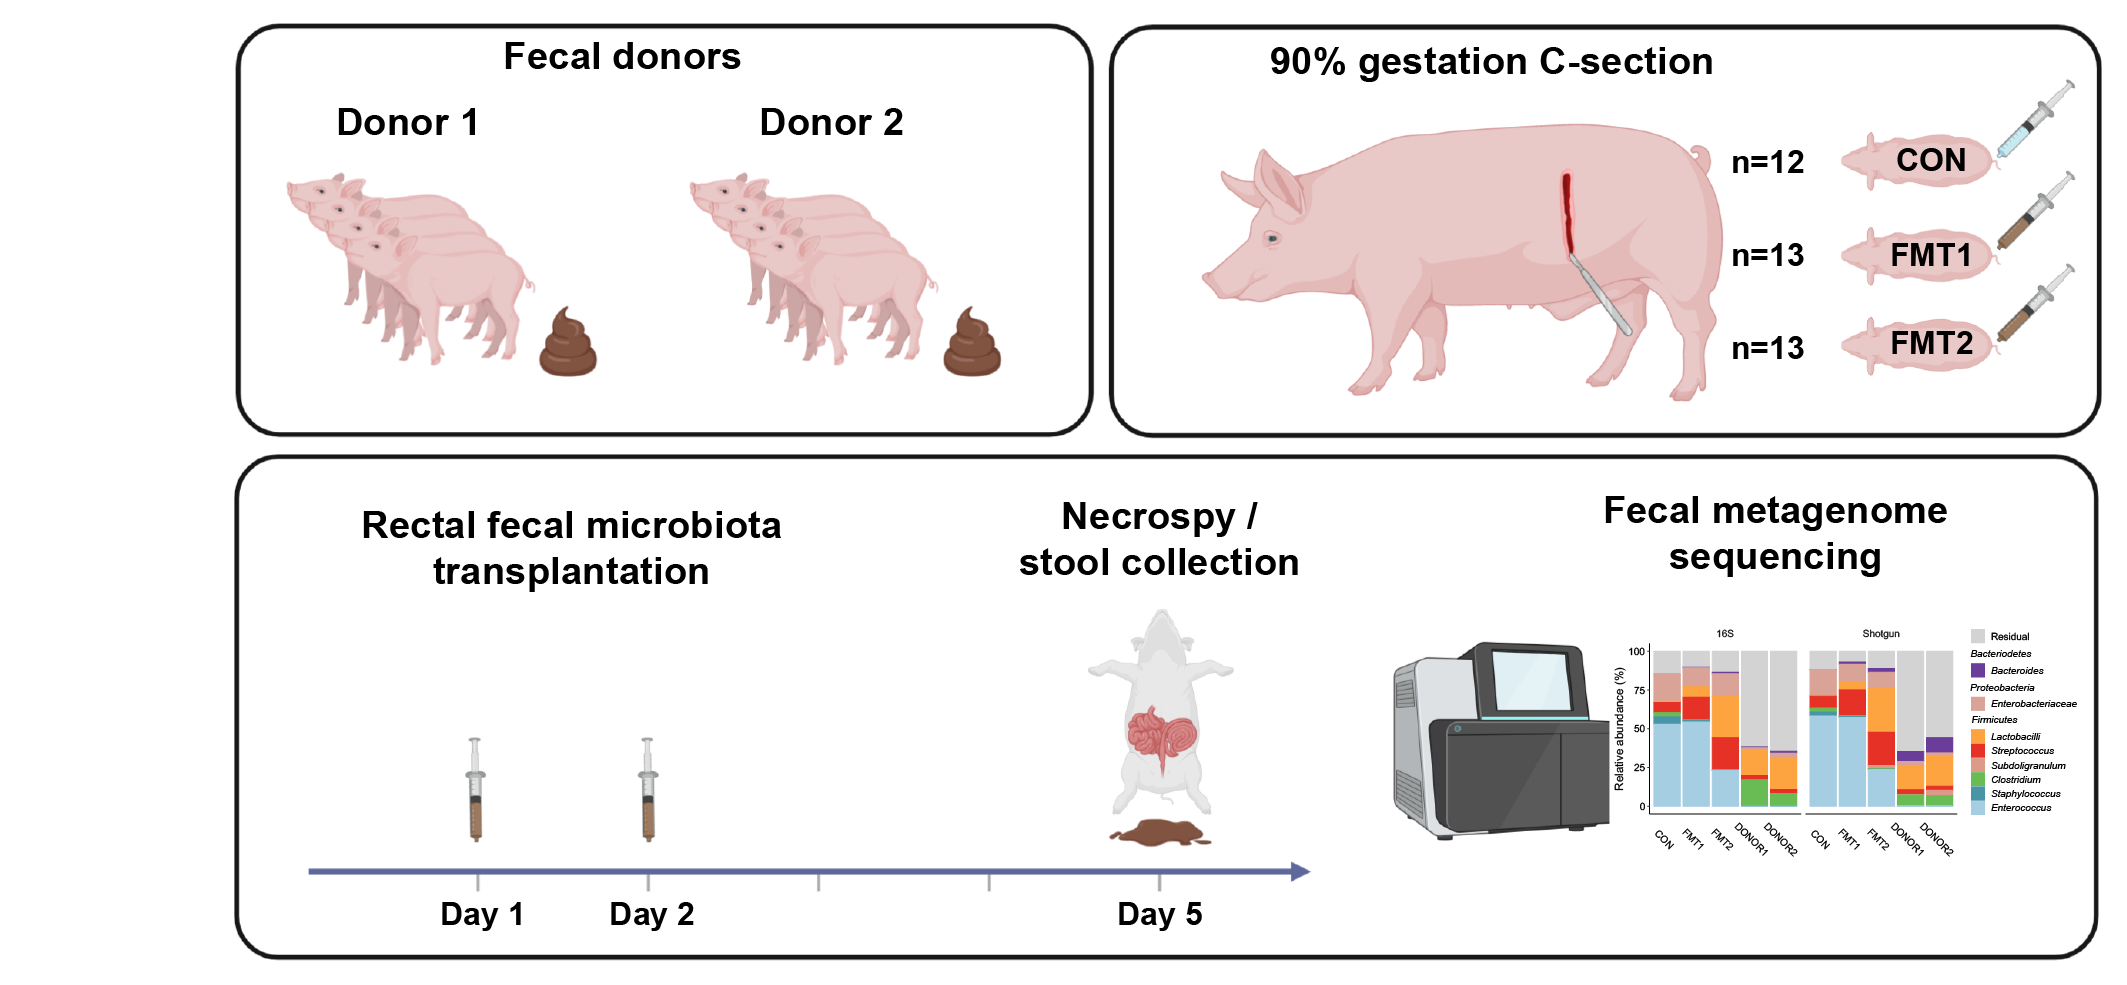 Fecal donors
Donor 1
Donor 2
90% gestation C-section
n=12
CON
n=13
FMT1
n=13
FMT2
Rectal fecal microbiota
transplantation
Necrospy /
stool collection
Fecal metagenome
sequencing
Day 1
Day 2
Day 5
16S
Shotgun
Relative abundance (%)
100
75
50
25
0
CON
FMT1
FMT2
DONOR1
DONOR2
CON
FMT1
FMT2
DONOR1
DONOR2
Residual
Bacteriodetes
Bacteroides
Proteobacteria
Enterobacteriaceae
Firmicutes
Lactobacilli
Streptococcus
Subdoligranulum
Clostridium
Staphylococcus
Enterococcus